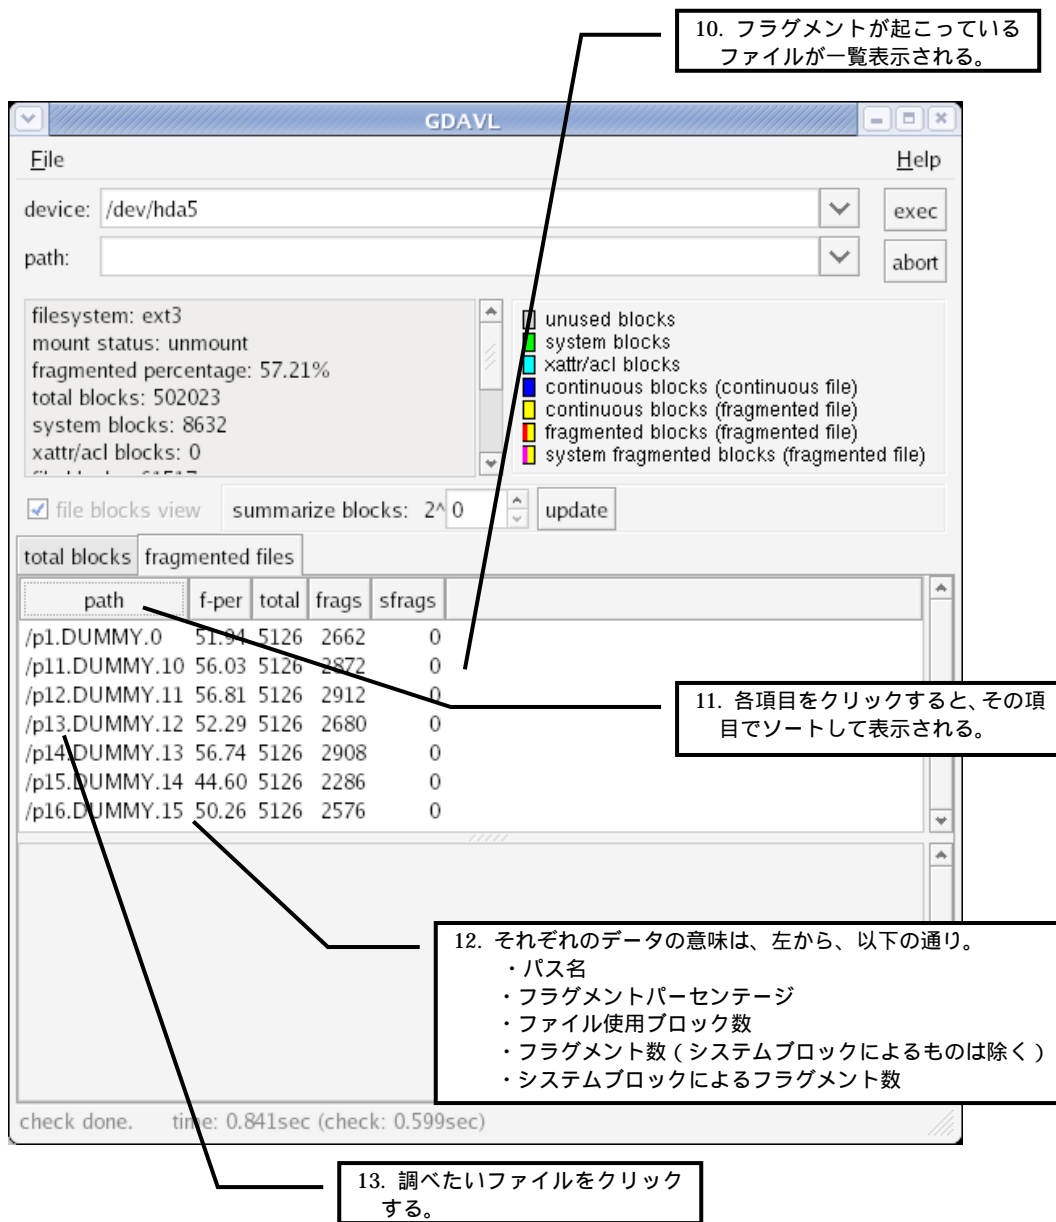 10. フラグメントが起こっている
ファイルが一覧表示される。
GDAVL
File Help
device: /dev/hda5 exec
path: abort
filesystem: ext3
mount status: unmount
fragmented percentage: 57.21%
total blocks: 502023
system blocks: 8632
xattr/acl blocks: 0
unused blocks
system blocks
xattr/acl blocks
continuous blocks (continuous file)
continuous blocks (fragmented file)
fragmented blocks (fragmented file)
system fragmented blocks (fragmented file)
file blocks view summarize blocks: 2^ 0 update
total blocks fragmented files
path f-per total frags sfrags
/p1.DUMMY.0 51.94 5126 2662 0
/p11.DUMMY.10 56.03 5126 2872 0
/p12.DUMMY.11 56.81 5126 2912 0
/p13.DUMMY.12 52.29 5126 2680 0
/p14.DUMMY.13 56.74 5126 2908 0
/p15.DUMMY.14 44.60 5126 2286 0
/p16.DUMMY.15 50.26 5126 2576 0
11. 各項目をクリックすると、その項
目でソートして表示される。
12. それぞれのデータの意味は、左から、以下の通り。
・パス名
・フラグメントパーセンテージ
・ファイル使用ブロック数
・フラグメント数（システムブロックによるものは除く）
・システムブロックによるフラグメント数
check done. time: 0.841sec (check: 0.599sec)
13. 調べたいファイルをクリック
する。